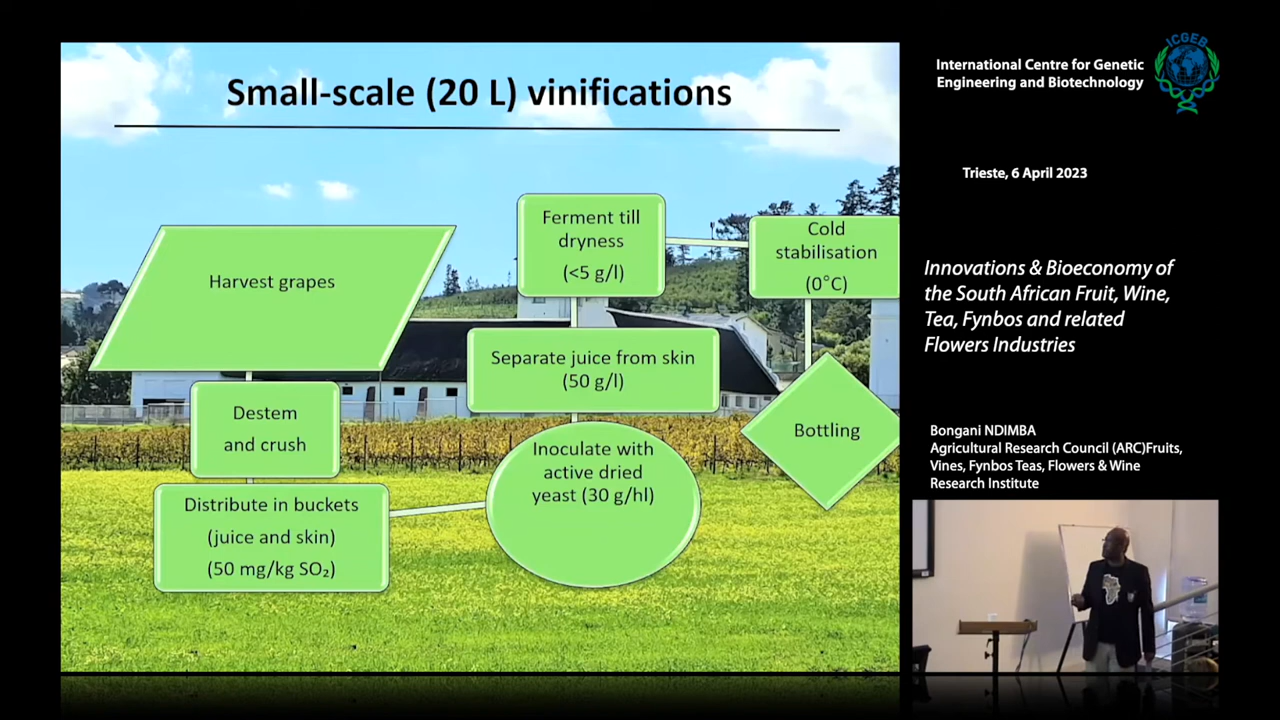 Small-scale (20 L) vinifications
Harvest grapes
Destem
and crush
Distribute in buckets
(juice and skin)
(50 mg/kg SO₂)
Inoculate with
active dried
yeast (30 g/hl)
Separate juice from skin
(50 g/l)
Ferment till
dryness
(<5 g/l)
Cold
stabilisation
(0°C)
Bottling
International Centre for Genetic
Engineering and Biotechnology
ICGEB
Trieste, 6 April 2023
Innovations & Bioeconomy of
the South African Fruit, Wine,
Tea, Fynbos and related
Flowers Industries
Bongani NDIMBA
Agricultural Research Council (ARC)Fruits,
Vines, Fynbos Teas, Flowers & Wine
Research Institute